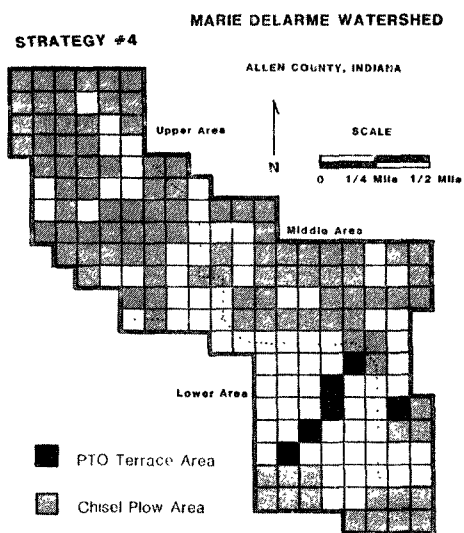 MARIE DELARME WATERSHED
STRATEGY #4
ALLEN COUNTY, INDIANA
Upper Area
N
SCALE
0 1/4 Mile 1/2 Mile
Middle Area
Lower Area
PTO Terrace Area
Chisel Plow Area